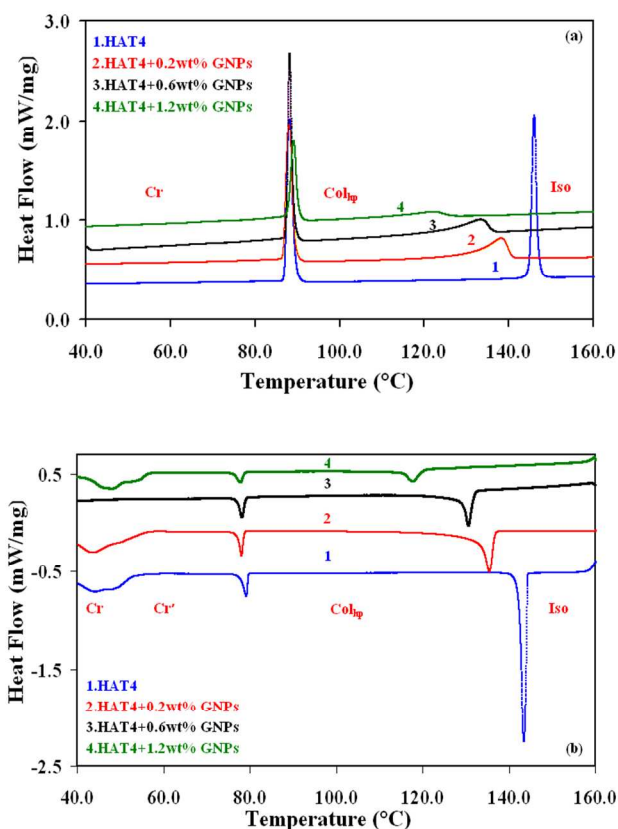 (a)
1.HAT4
2.HAT4+0.2wt% GNPs
3.HAT4+0.6wt% GNPs
4.HAT4+1.2wt% GNPs
3.0
2.0
1.0
0.0
Heat Flow (mW/mg)
Cr
Colhp
Iso
4
3
2
1
40.0 60.0 80.0 100.0 120.0 140.0 160.0
Temperature (°C)
0.5
-0.5
-1.5
-2.5
Heat Flow (mW/mg)
4
3
2
1
Cr
Cr'
Colhp
Iso
1.HAT4
2.HAT4+0.2wt% GNPs
3.HAT4+0.6wt% GNPs
4.HAT4+1.2wt% GNPs
(b)
40.0 60.0 80.0 100.0 120.0 140.0 160.0
Temperature (°C)